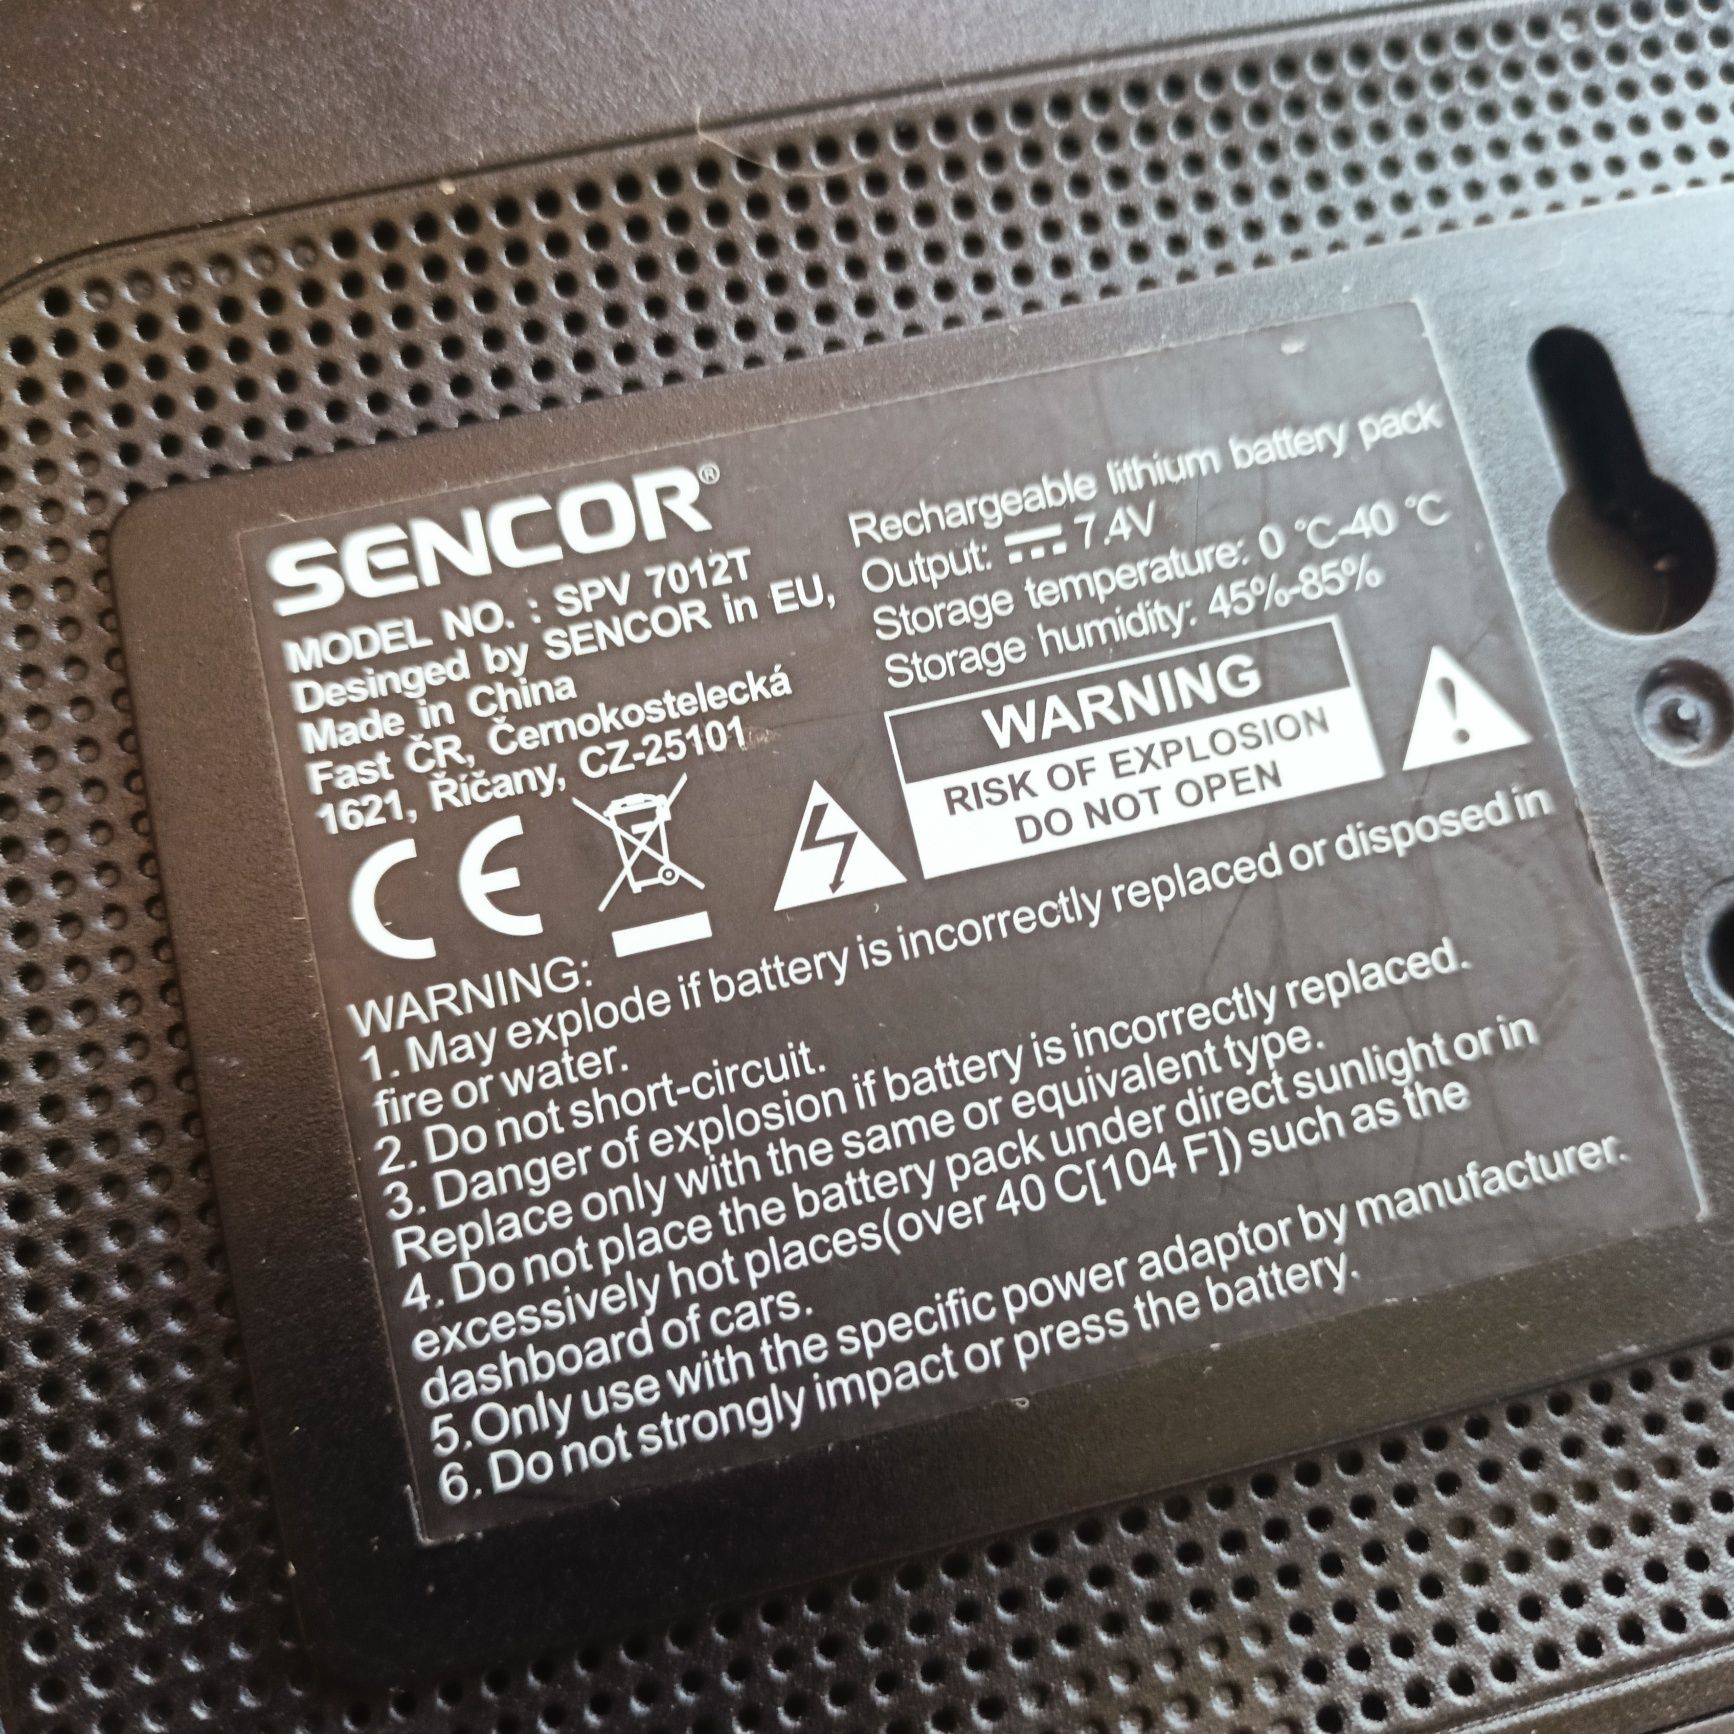 SENCOR®
MODEL NO. : SPV 7012T
Desinged by SENCOR in EU,
Made in China
Fast ČR, Černokostelecká
1621, Říčany, CZ-25101
Rechargeable lithium battery pack
Output: ⎓ 7.4V
Storage temperature: 0 °C-40 °C
Storage humidity: 45%-85%
CE
WARNING
RISK OF EXPLOSION
DO NOT OPEN
WARNING:
1. May explode if battery is incorrectly replaced or disposed in
fire or water.
2. Do not short-circuit.
3. Danger of explosion if battery is incorrectly replaced.
Replace only with the same or equivalent type.
4. Do not place the battery pack under direct sunlight or in
excessively hot places(over 40 C[104 F]) such as the
dashboard of cars.
5.Only use with the specific power adaptor by manufacturer.
6. Do not strongly impact or press the battery.